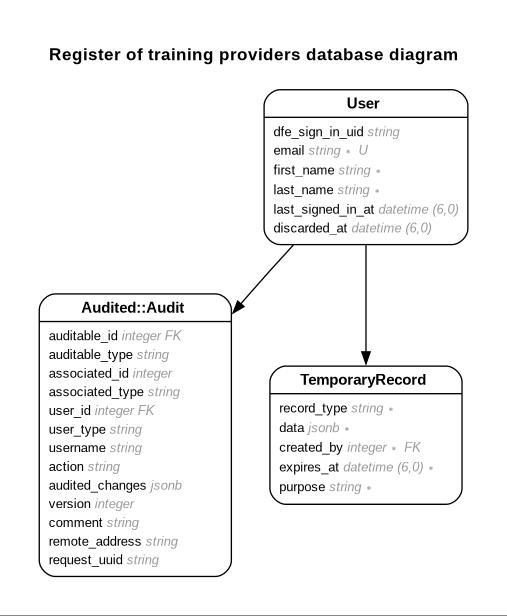 Register of training providers database diagram
User
dfe_sign_in_uid string
email string • U
first_name string •
last_name string •
last_signed_in_at datetime (6,0)
discarded_at datetime (6,0)
Audited::Audit
auditable_id integer FK
auditable_type string
associated_id integer
associated_type string
user_id integer FK
user_type string
username string
action string
audited_changes jsonb
version integer
comment string
remote_address string
request_uuid string
TemporaryRecord
record_type string •
data jsonb •
created_by integer • FK
expires_at datetime (6,0) •
purpose string •